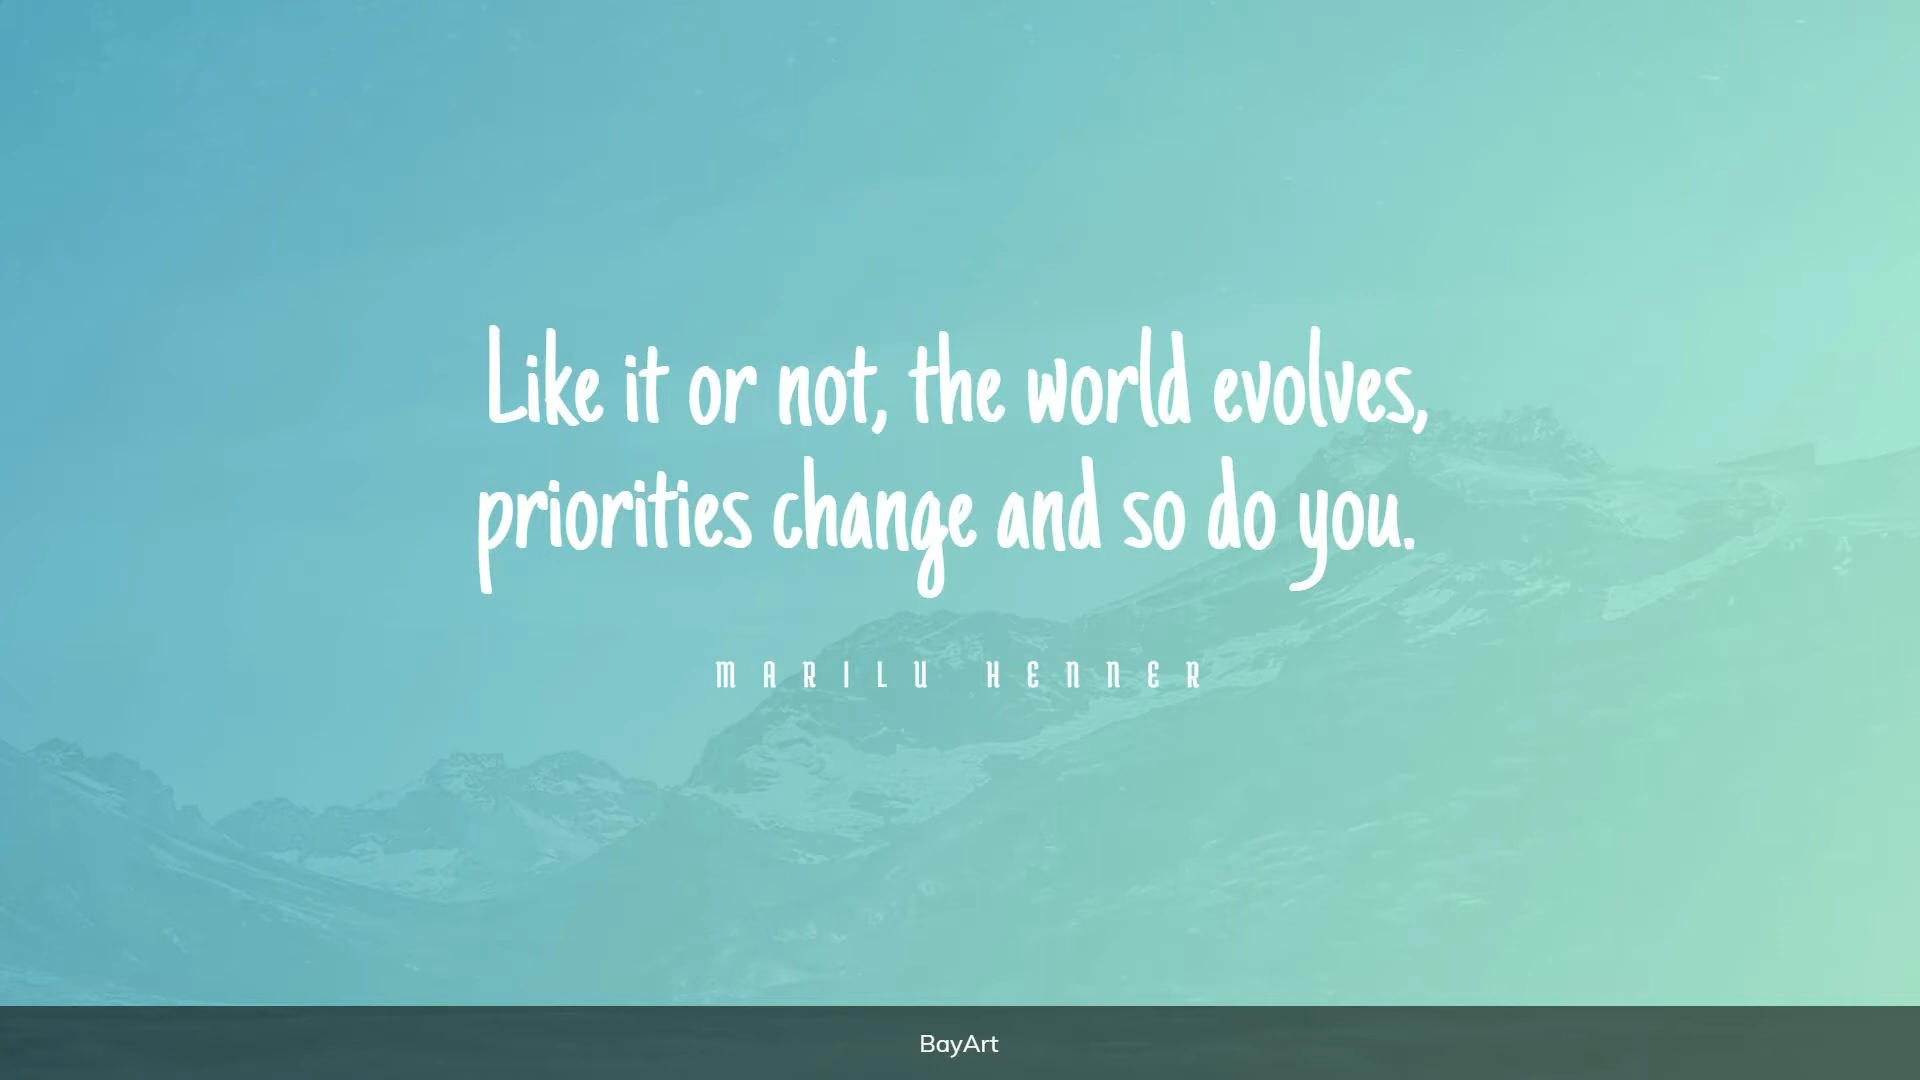 Like it or not, the world evolves,
priorities change and so do you.
MARILU HENNER
BayArt